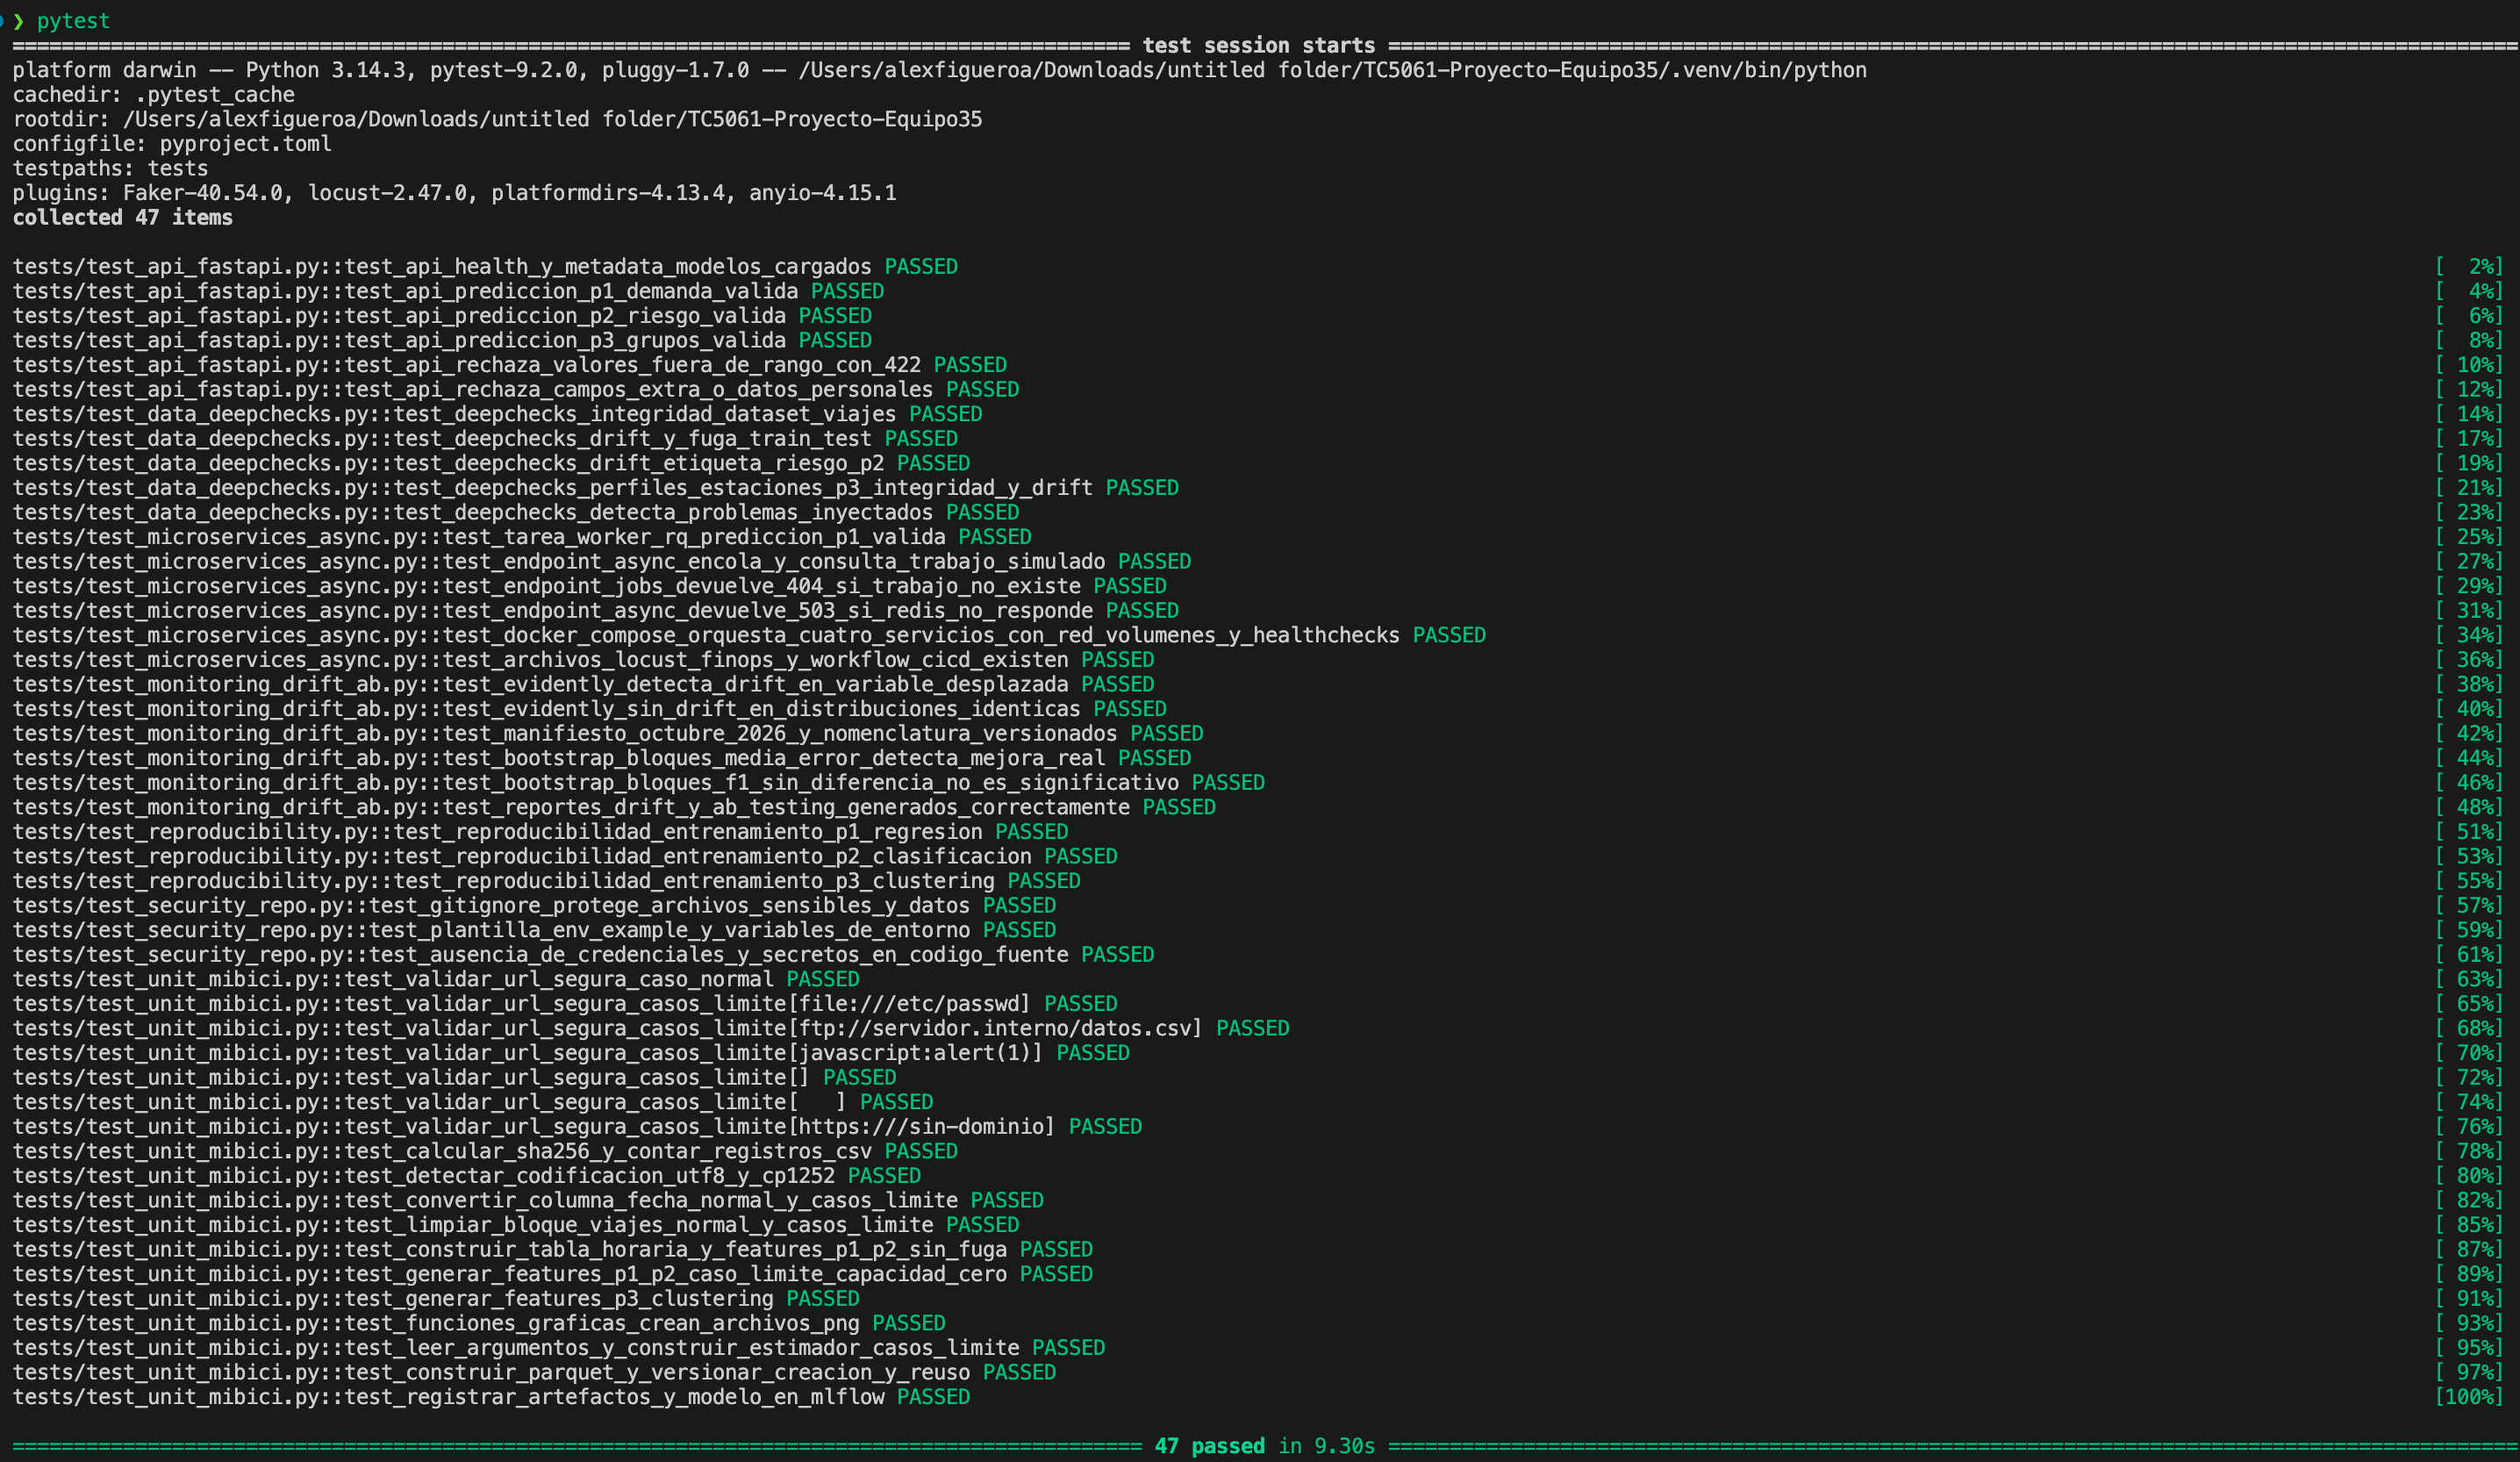 ❯ pytest
============================== test session starts ==============================
platform darwin -- Python 3.14.3, pytest-9.2.0, pluggy-1.7.0 -- /Users/alexfigueroa/Downloads/untitled folder/TC5061-Proyecto-Equipo35/.venv/bin/python
cachedir: .pytest_cache
rootdir: /Users/alexfigueroa/Downloads/untitled folder/TC5061-Proyecto-Equipo35
configfile: pyproject.toml
testpaths: tests
plugins: Faker-40.54.0, locust-2.47.0, platformdirs-4.13.4, anyio-4.15.1
collected 47 items
tests/test_api_fastapi.py::test_api_health_y_metadata_modelos_cargados PASSED [  2%]
tests/test_api_fastapi.py::test_api_prediccion_p1_demanda_valida PASSED [  4%]
tests/test_api_fastapi.py::test_api_prediccion_p2_riesgo_valida PASSED [  6%]
tests/test_api_fastapi.py::test_api_prediccion_p3_grupos_valida PASSED [  8%]
tests/test_api_fastapi.py::test_api_rechaza_valores_fuera_de_rango_con_422 PASSED [ 10%]
tests/test_api_fastapi.py::test_api_rechaza_campos_extra_o_datos_personales PASSED [ 12%]
tests/test_data_deepchecks.py::test_deepchecks_integridad_dataset_viajes PASSED [ 14%]
tests/test_data_deepchecks.py::test_deepchecks_drift_y_fuga_train_test PASSED [ 17%]
tests/test_data_deepchecks.py::test_deepchecks_drift_etiqueta_riesgo_p2 PASSED [ 19%]
tests/test_data_deepchecks.py::test_deepchecks_perfiles_estaciones_p3_integridad_y_drift PASSED [ 21%]
tests/test_data_deepchecks.py::test_deepchecks_detecta_problemas_inyectados PASSED [ 23%]
tests/test_microservices_async.py::test_tarea_worker_rq_prediccion_p1_valida PASSED [ 25%]
tests/test_microservices_async.py::test_endpoint_async_encola_y_consulta_trabajo_simulado PASSED [ 27%]
tests/test_microservices_async.py::test_endpoint_jobs_devuelve_404_si_trabajo_no_existe PASSED [ 29%]
tests/test_microservices_async.py::test_endpoint_async_devuelve_503_si_redis_no_responde PASSED [ 31%]
tests/test_microservices_async.py::test_docker_compose_orquesta_cuatro_servicios_con_red_volumenes_y_healthchecks PASSED [ 34%]
tests/test_microservices_async.py::test_archivos_locust_finops_y_workflow_cicd_existen PASSED [ 36%]
tests/test_monitoring_drift_ab.py::test_evidently_detecta_drift_en_variable_desplazada PASSED [ 38%]
tests/test_monitoring_drift_ab.py::test_evidently_sin_drift_en_distribuciones_identicas PASSED [ 40%]
tests/test_monitoring_drift_ab.py::test_manifiesto_octubre_2026_y_nomenclatura_versionados PASSED [ 42%]
tests/test_monitoring_drift_ab.py::test_bootstrap_bloques_media_error_detecta_mejora_real PASSED [ 44%]
tests/test_monitoring_drift_ab.py::test_bootstrap_bloques_f1_sin_diferencia_no_es_significativo PASSED [ 46%]
tests/test_monitoring_drift_ab.py::test_reportes_drift_y_ab_testing_generados_correctamente PASSED [ 48%]
tests/test_reproducibility.py::test_reproducibilidad_entrenamiento_p1_regresion PASSED [ 51%]
tests/test_reproducibility.py::test_reproducibilidad_entrenamiento_p2_clasificacion PASSED [ 53%]
tests/test_reproducibility.py::test_reproducibilidad_entrenamiento_p3_clustering PASSED [ 55%]
tests/test_security_repo.py::test_gitignore_protege_archivos_sensibles_y_datos PASSED [ 57%]
tests/test_security_repo.py::test_plantilla_env_example_y_variables_de_entorno PASSED [ 59%]
tests/test_security_repo.py::test_ausencia_de_credenciales_y_secretos_en_codigo_fuente PASSED [ 61%]
tests/test_unit_mibici.py::test_validar_url_segura_caso_normal PASSED [ 63%]
tests/test_unit_mibici.py::test_validar_url_segura_casos_limite[file:///etc/passwd] PASSED [ 65%]
tests/test_unit_mibici.py::test_validar_url_segura_casos_limite[ftp://servidor.interno/datos.csv] PASSED [ 68%]
tests/test_unit_mibici.py::test_validar_url_segura_casos_limite[javascript:alert(1)] PASSED [ 70%]
tests/test_unit_mibici.py::test_validar_url_segura_casos_limite[] PASSED [ 72%]
tests/test_unit_mibici.py::test_validar_url_segura_casos_limite[   ] PASSED [ 74%]
tests/test_unit_mibici.py::test_validar_url_segura_casos_limite[https:///sin-dominio] PASSED [ 76%]
tests/test_unit_mibici.py::test_calcular_sha256_y_contar_registros_csv PASSED [ 78%]
tests/test_unit_mibici.py::test_detectar_codificacion_utf8_y_cp1252 PASSED [ 80%]
tests/test_unit_mibici.py::test_convertir_columna_fecha_normal_y_casos_limite PASSED [ 82%]
tests/test_unit_mibici.py::test_limpiar_bloque_viajes_normal_y_casos_limite PASSED [ 85%]
tests/test_unit_mibici.py::test_construir_tabla_horaria_y_features_p1_p2_sin_fuga PASSED [ 87%]
tests/test_unit_mibici.py::test_generar_features_p1_p2_caso_limite_capacidad_cero PASSED [ 89%]
tests/test_unit_mibici.py::test_generar_features_p3_clustering PASSED [ 91%]
tests/test_unit_mibici.py::test_funciones_graficas_crean_archivos_png PASSED [ 93%]
tests/test_unit_mibici.py::test_leer_argumentos_y_construir_estimador_casos_limite PASSED [ 95%]
tests/test_unit_mibici.py::test_construir_parquet_y_versionar_creacion_y_reuso PASSED [ 97%]
tests/test_unit_mibici.py::test_registrar_artefactos_y_modelo_en_mlflow PASSED [100%]
============================== 47 passed in 9.30s ==============================